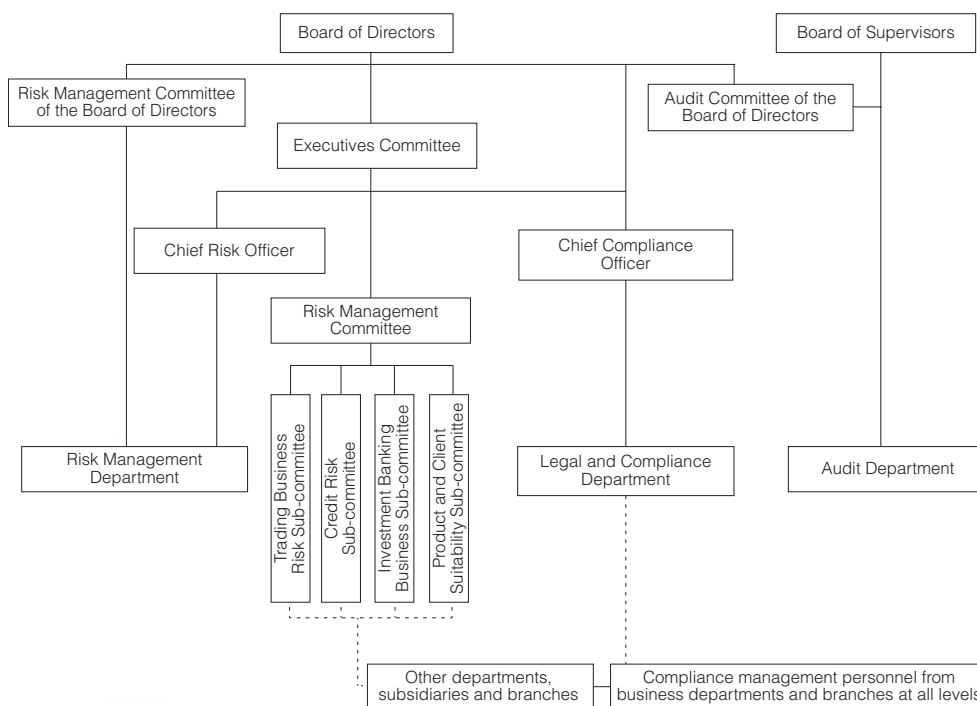 Board of Directors
Board of Supervisors
Risk Management Committee
of the Board of Directors
Audit Committee of the
Board of Directors
Executives Committee
Chief Risk Officer
Chief Compliance
Officer
Risk Management
Committee
Trading Business
Risk Sub-committee
Credit Risk
Sub-committee
Investment Banking
Business Sub-committee
Product and Client
Suitability Sub-committee
Risk Management
Department
Legal and Compliance
Department
Audit Department
Other departments,
subsidiaries and branches
Compliance management personnel from
business departments and branches at all levels